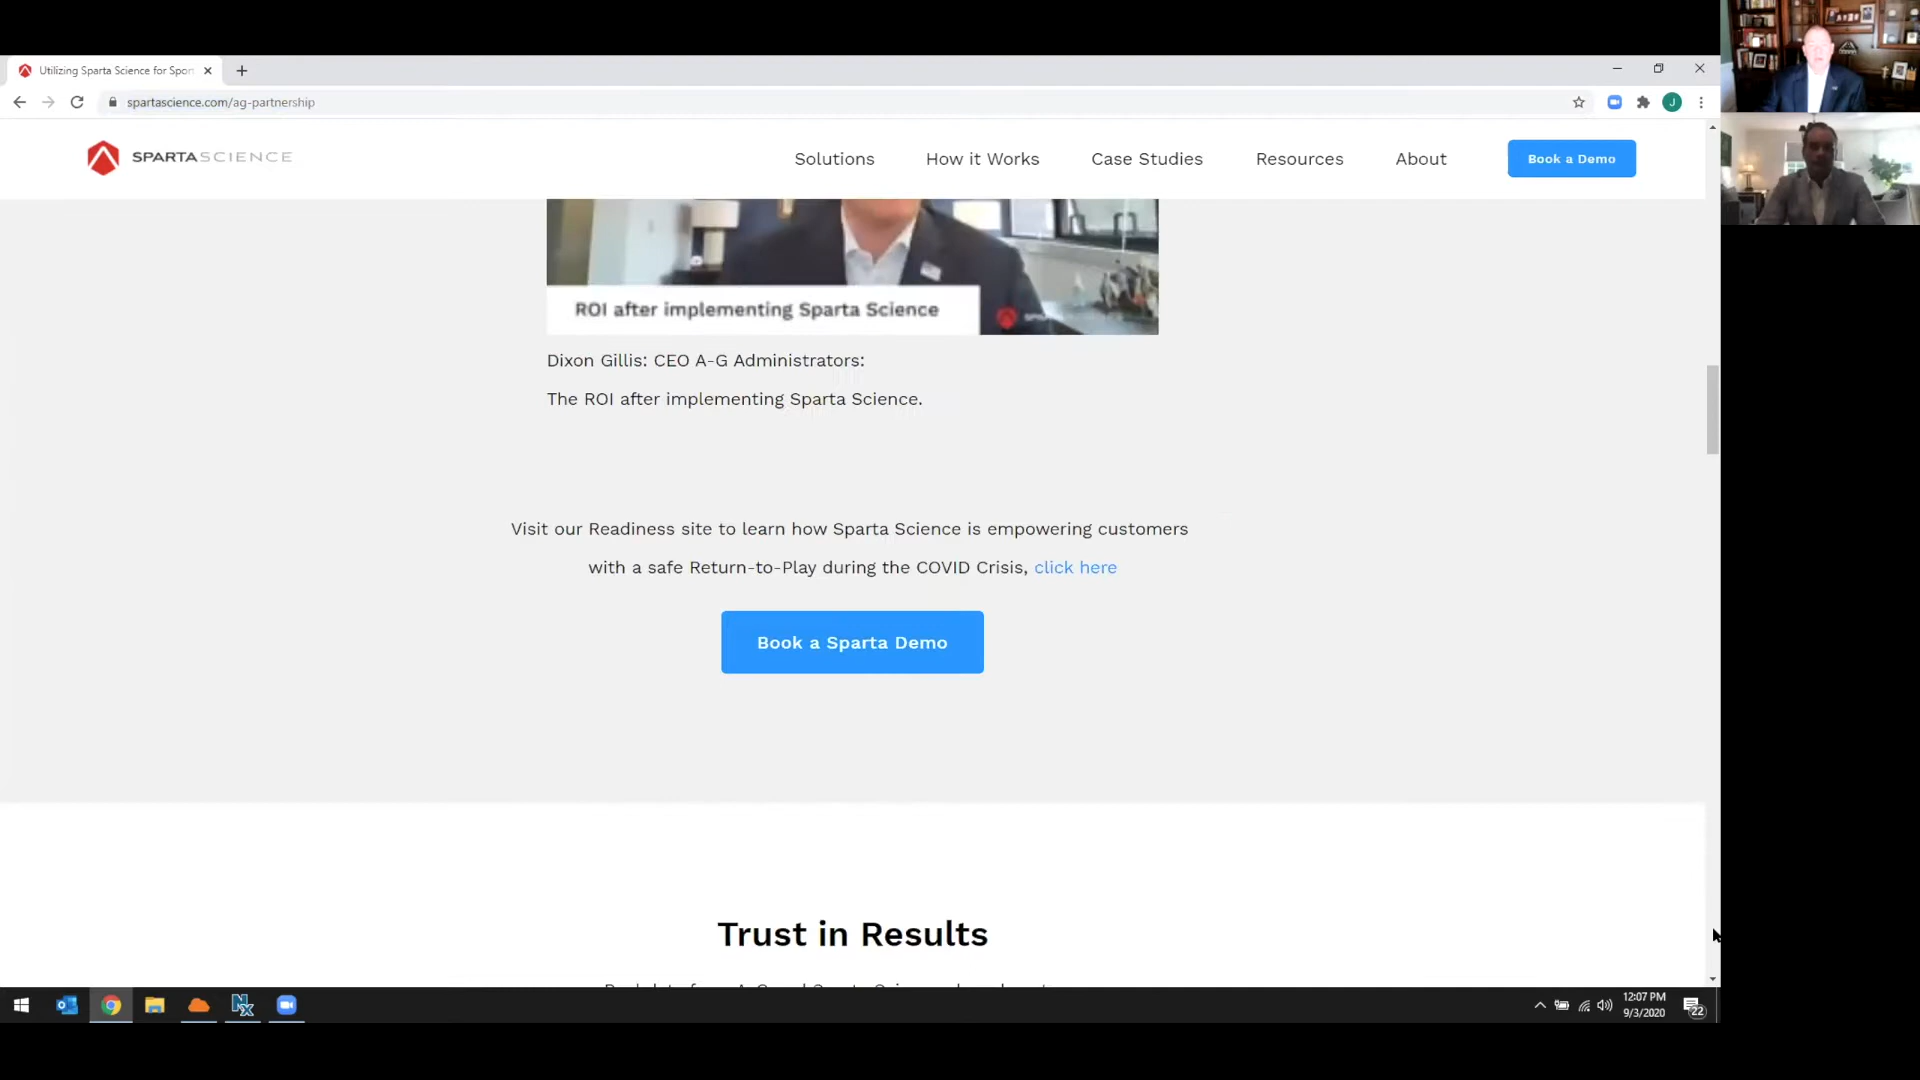 Utilizing Sparta Science for Spor
spartascience.com/ag-partnership
J
SPARTASCIENCE
Solutions
How it Works
Case Studies
Resources
About
Book a Demo
ROI after implementing Sparta Science
Dixon Gillis: CEO A-G Administrators:
The ROI after implementing Sparta Science.
Visit our Readiness site to learn how Sparta Science is empowering customers
with a safe Return-to-Play during the COVID Crisis, click here
Book a Sparta Demo
Trust in Results
12:07 PM
9/3/2020
22